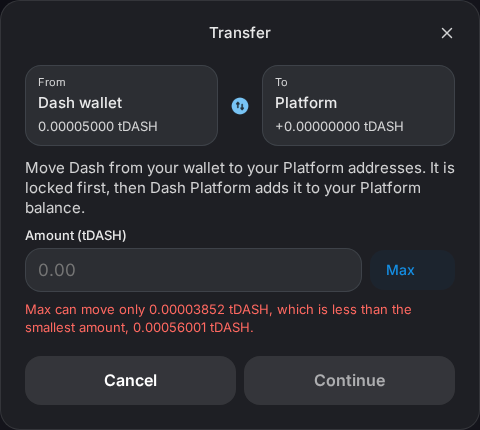 Transfer
From
Dash wallet
0.00005000 tDASH
To
Platform
+0.00000000 tDASH
Move Dash from your wallet to your Platform addresses. It is
locked first, then Dash Platform adds it to your Platform
balance.
Amount (tDASH)
0.00
Max
Max can move only 0.00003852 tDASH, which is less than the
smallest amount, 0.00056001 tDASH.
Cancel
Continue